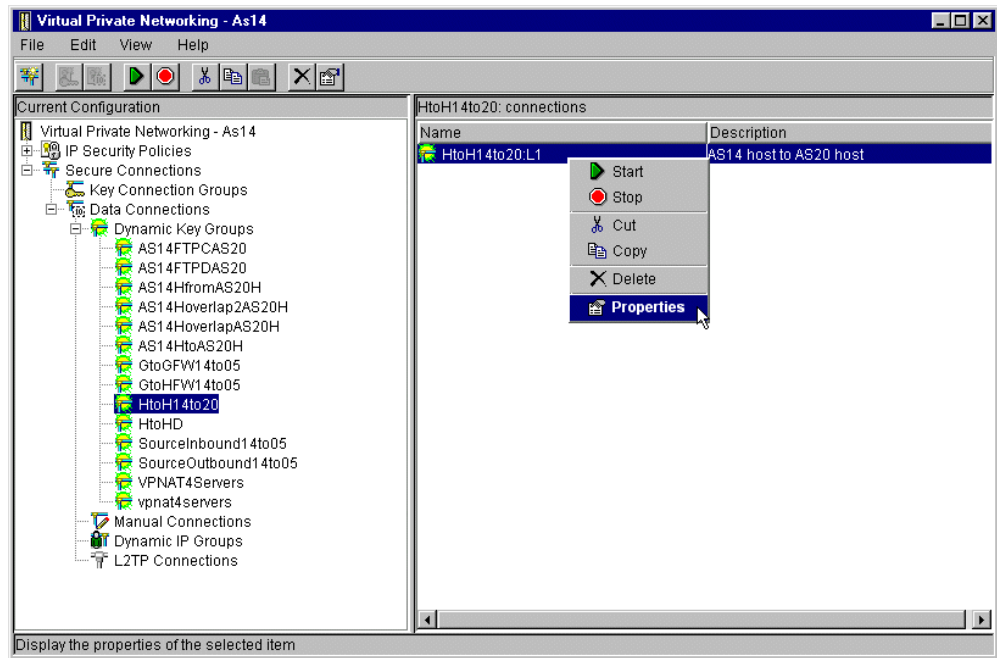 Virtual Private Networking - As14
File Edit View Help
Current Configuration
HtoH14to20: connections
Virtual Private Networking - As14
IP Security Policies
Secure Connections
Key Connection Groups
Data Connections
Dynamic Key Groups
AS14FTPCAS20
AS14FTPDAS20
AS14HfromAS20H
AS14Hoverlap2AS20H
AS14HoverlapAS20H
AS14HtoAS20H
GtoGFW14to05
GtoHFW14to05
HtoH14to20
HtoHD
SourceInbound14to05
SourceOutbound14to05
VPNAT4Servers
vpnat4servers
Manual Connections
Dynamic IP Groups
L2TP Connections
Name Description
HtoH14to20:L1 AS14 host to AS20 host
Start
Stop
Cut
Copy
Delete
Properties
Display the properties of the selected item